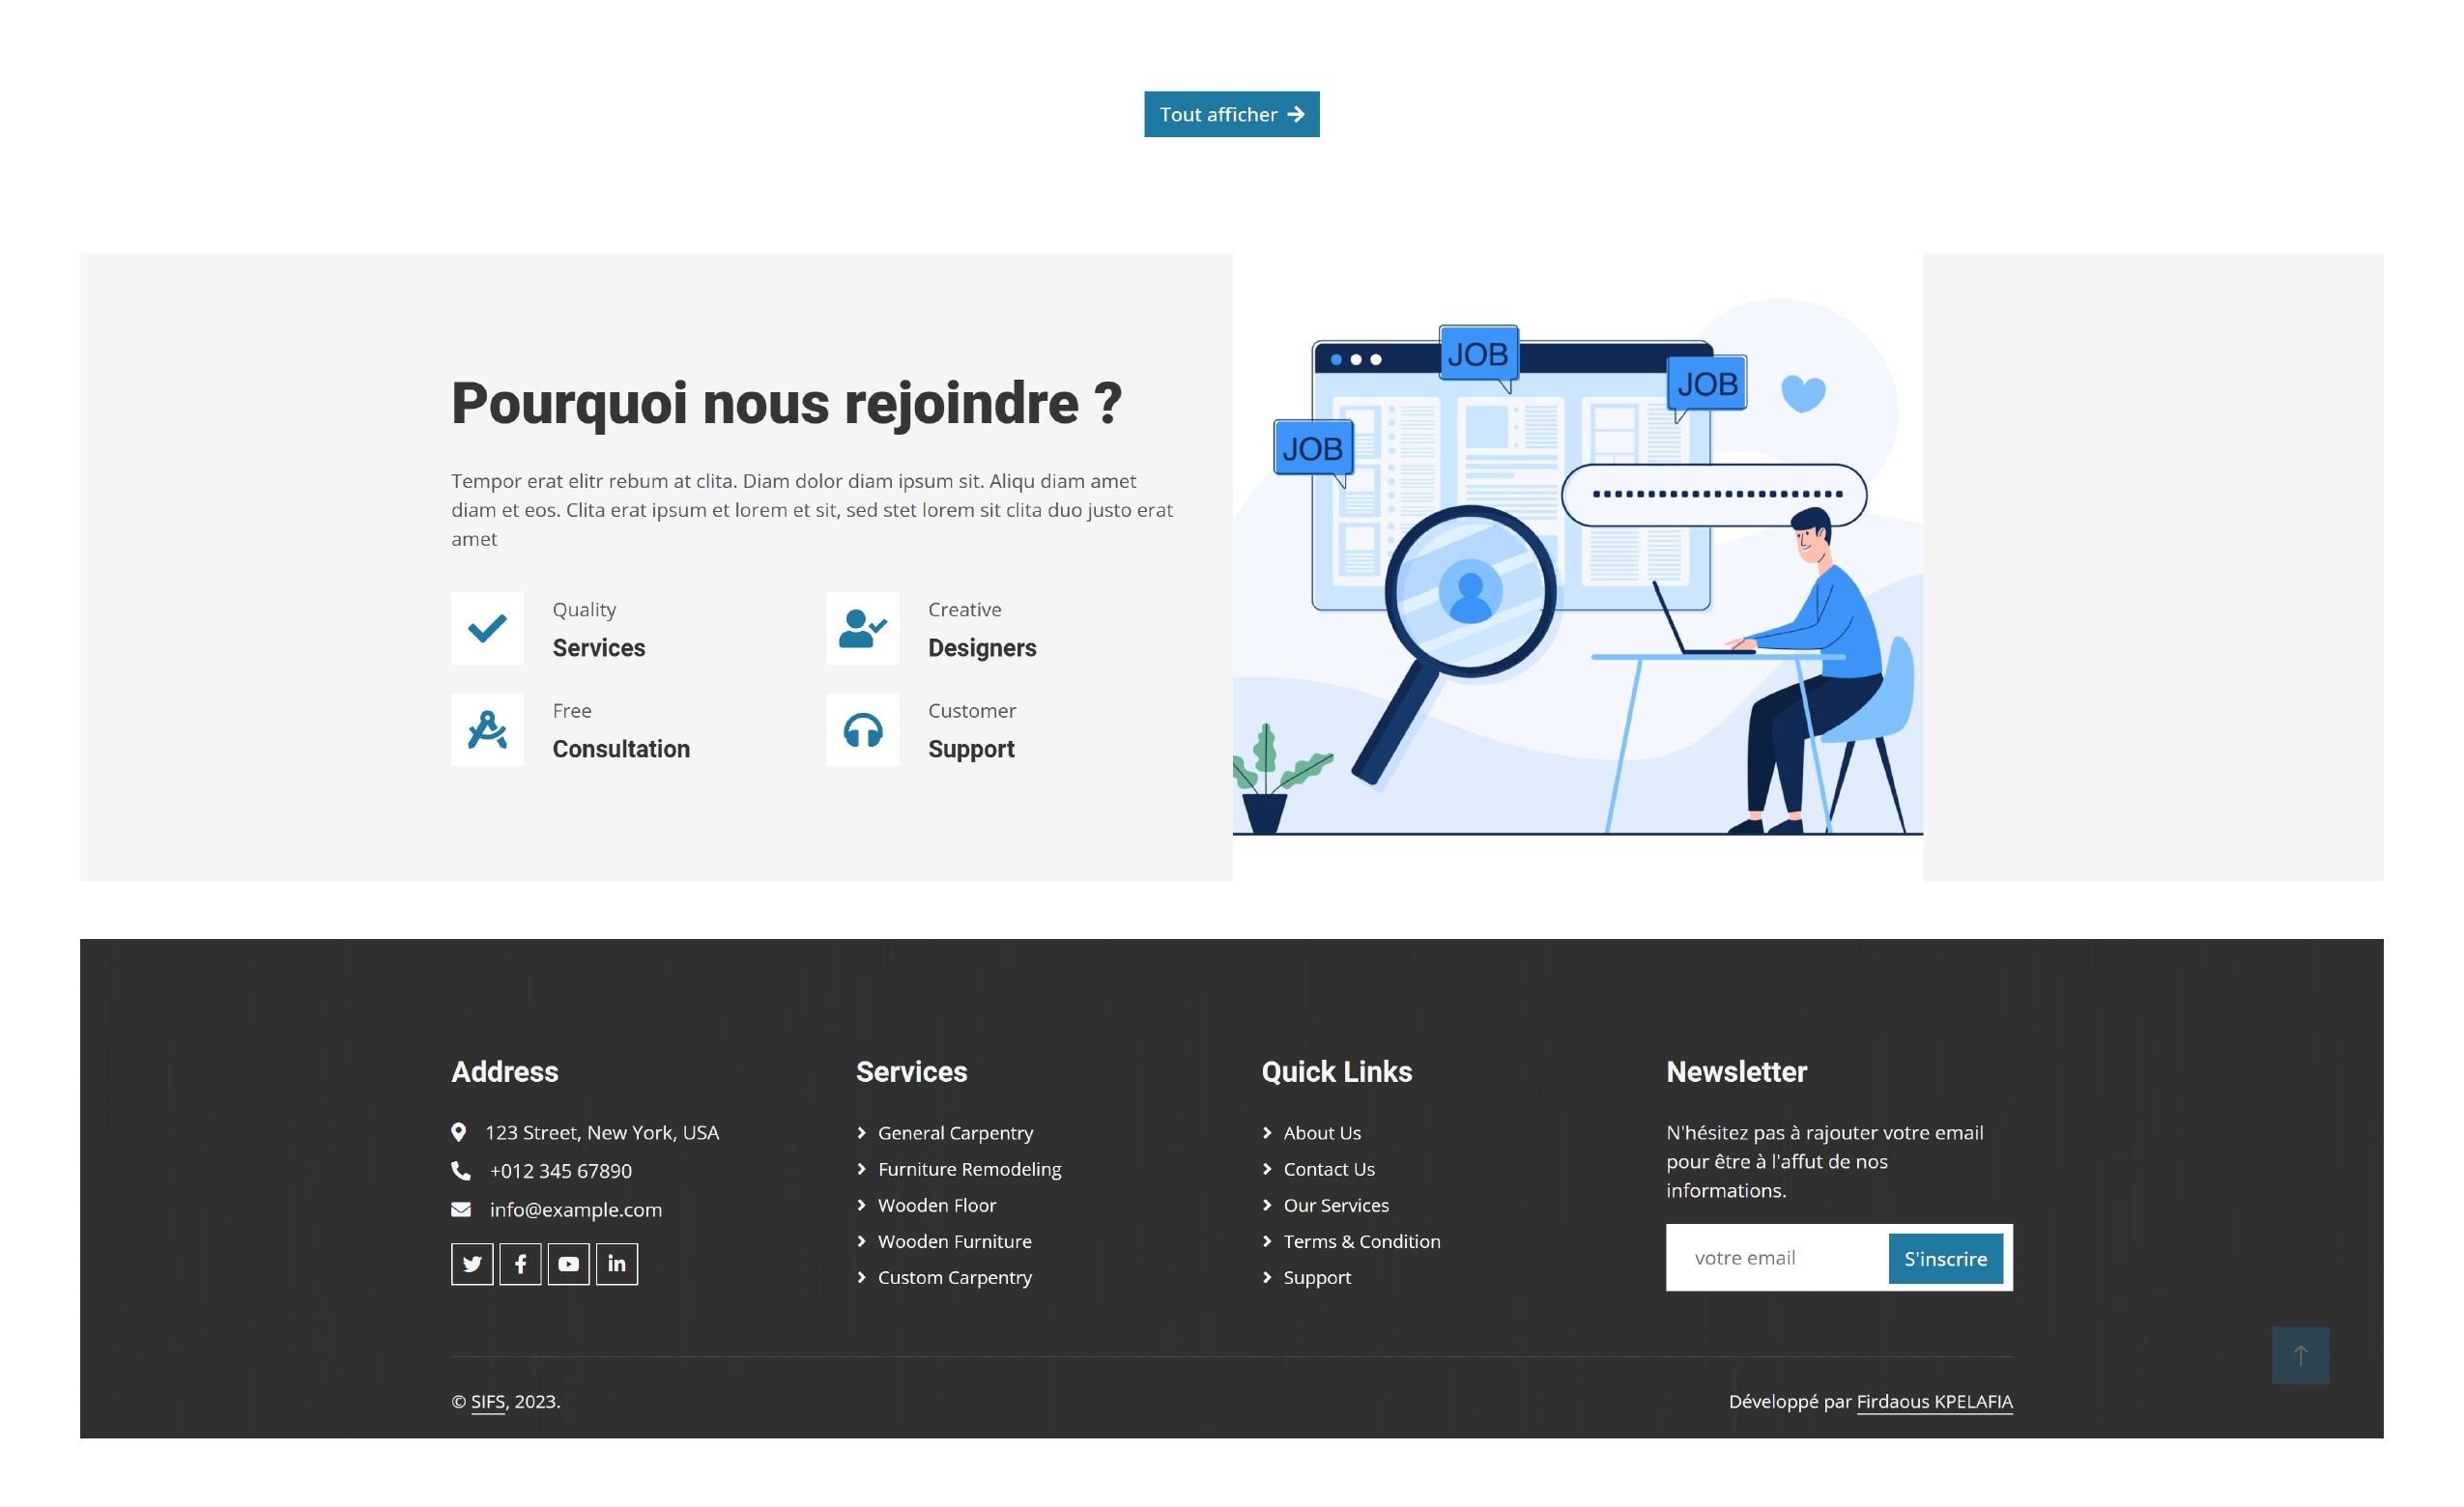 Tout afficher
Pourquoi nous rejoindre ?
Tempor erat elitr rebum at clita. Diam dolor diam ipsum sit. Aliqu diam amet
diam et eos. Clita erat ipsum et lorem et sit, sed stet lorem sit clita duo justo erat
amet
Quality
Services
Creative
Designers
Free
Consultation
Customer
Support
JOB
JOB
JOB
Address
123 Street, New York, USA
+012 345 67890
info@example.com
Services
General Carpentry
Furniture Remodeling
Wooden Floor
Wooden Furniture
Custom Carpentry
Quick Links
About Us
Contact Us
Our Services
Terms & Condition
Support
Newsletter
N'hésitez pas à rajouter votre email
pour être à l'affut de nos
informations.
votre email
S'inscrire
© SIFS, 2023.
Développé par Firdaous KPELAFIA